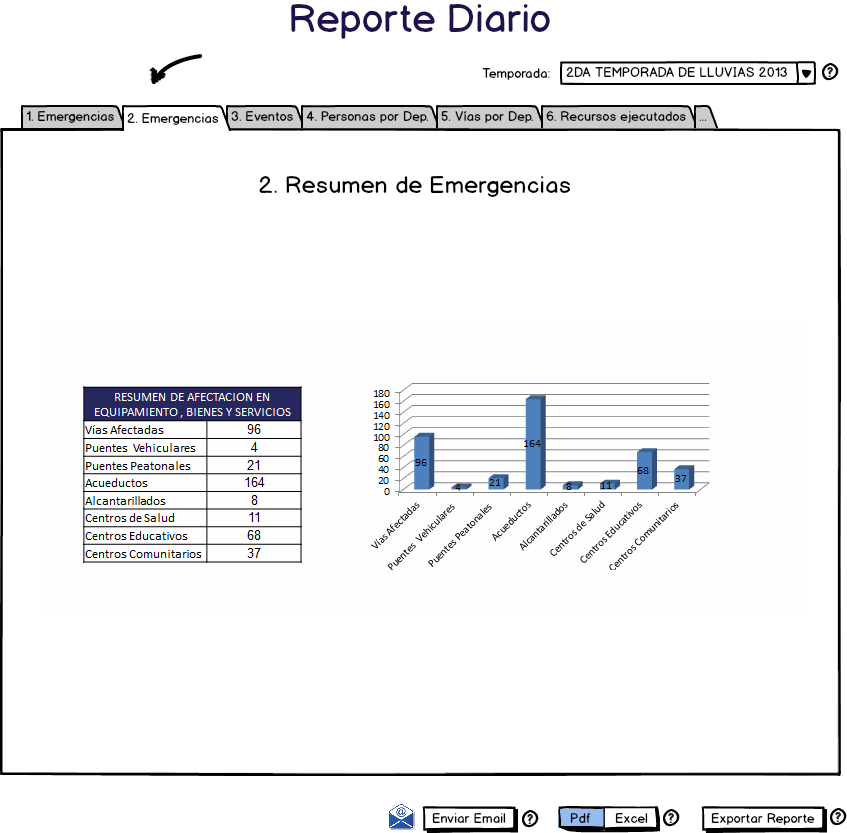 Reporte Diario
Temporada: 2DA TEMPORADA DE LLUVIAS 2013 ?
1. Emergencias 2. Emergencias 3. Eventos 4. Personas por Dep. 5. Vías por Dep. 6. Recursos ejecutados ...
2. Resumen de Emergencias
RESUMEN DE AFECTACION EN
EQUIPAMIENTO , BIENES Y SERVICIOS
Vías Afectadas 96
Puentes Vehiculares 4
Puentes Peatonales 21
Acueductos 164
Alcantarillados 8
Centros de Salud 11
Centros Educativos 68
Centros Comunitarios 37
180
160
140
120
100
80
60
40
20
0
96 4 21 164 8 11 68 37
Vías Afectadas
Puentes Vehiculares
Puentes Peatonales
Acueductos
Alcantarillados
Centros de Salud
Centros Educativos
Centros Comunitarios
@ Enviar Email ? Pdf Excel ? Exportar Reporte ?